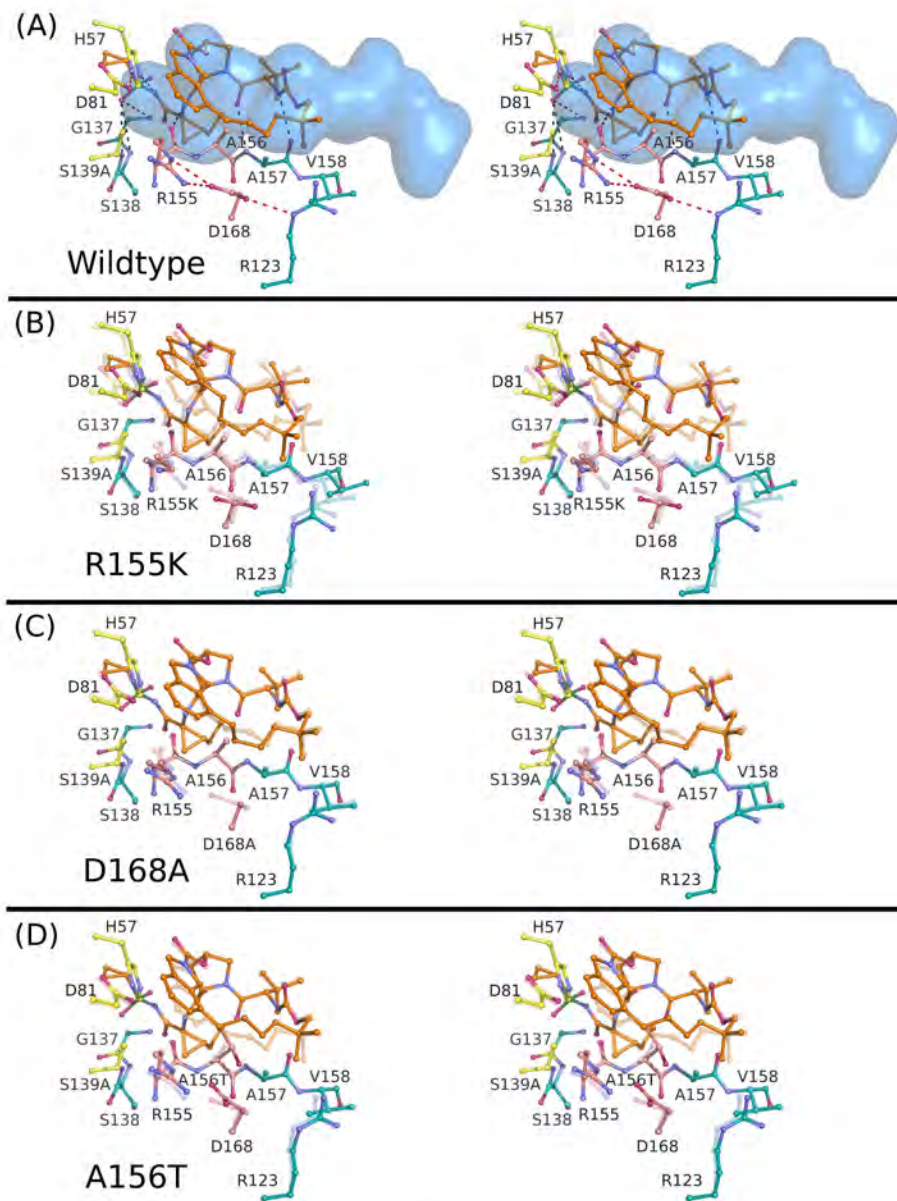 (A)
H57
D81
G137
S139A
S138
R155
A156
A157
V158
D168
R123
Wildtype
(B)
H57
H57
D81
D81
G137
G137
S139A
S139A
S138
S138
R155K
R155K
A156
A156
A157
A157
V158
V158
D168
D168
R123
R123
R155K
(C)
H57
H57
D81
D81
G137
G137
S139A
S139A
S138
S138
R155
R155
A156
A156
A157
A157
V158
V158
D168A
D168A
R123
R123
D168A
(D)
H57
H57
D81
D81
G137
G137
S139A
S139A
S138
S138
R155
R155
A156T
A156T
A157
A157
V158
V158
D168
D168
R123
R123
A156T
H57
D81
G137
S139A
S138
R155
A156
A157
V158
D168
R123